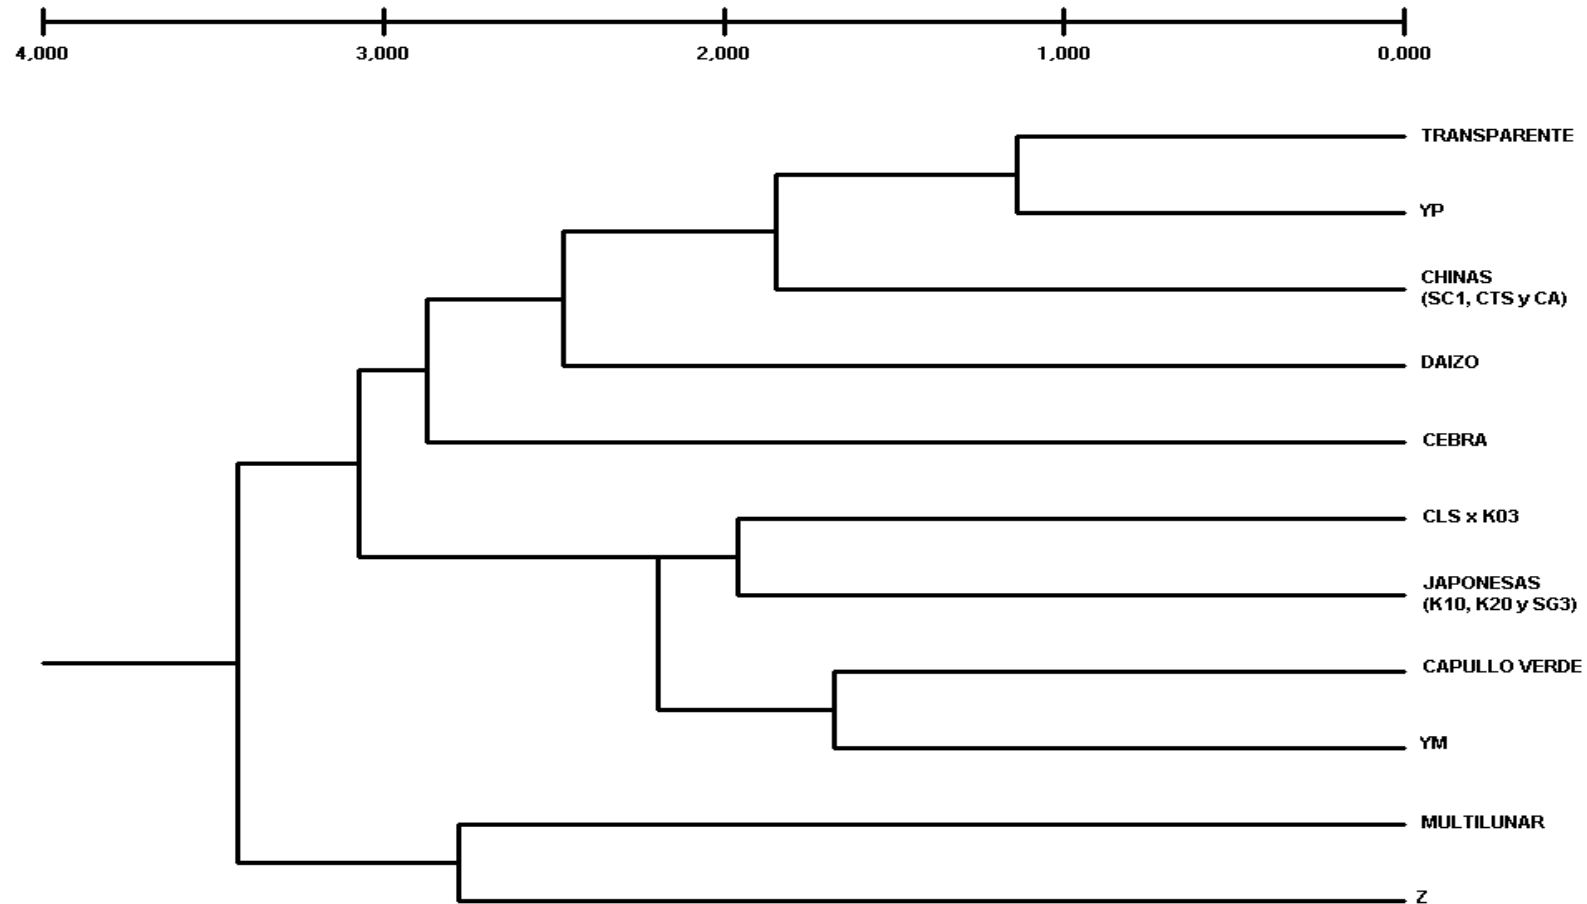 4,000 3,000 2,000 1,000 0,000
TRANSPARENTE
YP
CHINAS
(SC1, CTS y CA)
DAIZO
CEBRA
CLS x K03
JAPONESAS
(K10, K20 y SG3)
CAPULLO VERDE
YM
MULTILUNAR
Z